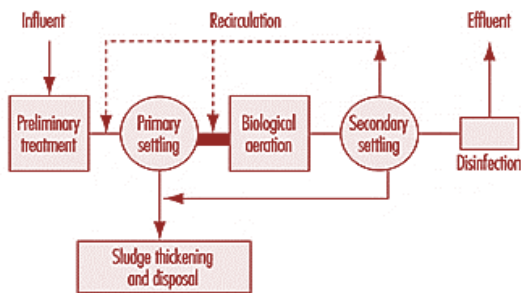 Influent
Recirculation
Effluent
Preliminary
treatment
Primary
settling
Biological
aeration
Secondary
settling
Disinfection
Sludge thickening
and disposal